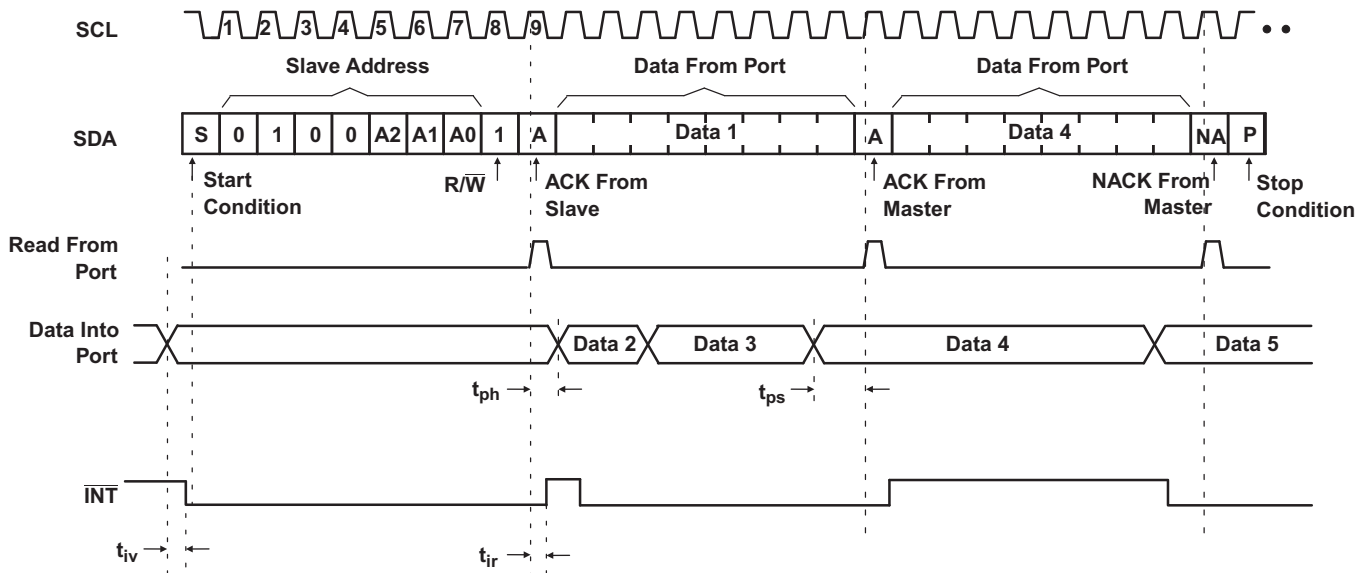 SCL 1 2 3 4 5 6 7 8 9
Slave Address Data From Port Data From Port
SDA S 0 1 0 0 A2 A1 A0 1 A Data 1 A Data 4 NA P
Start
Condition
R/W̅
ACK From
Slave
ACK From
Master
NACK From
Master
Stop
Condition
Read From
Port
Data Into
Port
Data 2 Data 3 Data 4 Data 5
tph
tps
I̅N̅T̅
tiv
tir